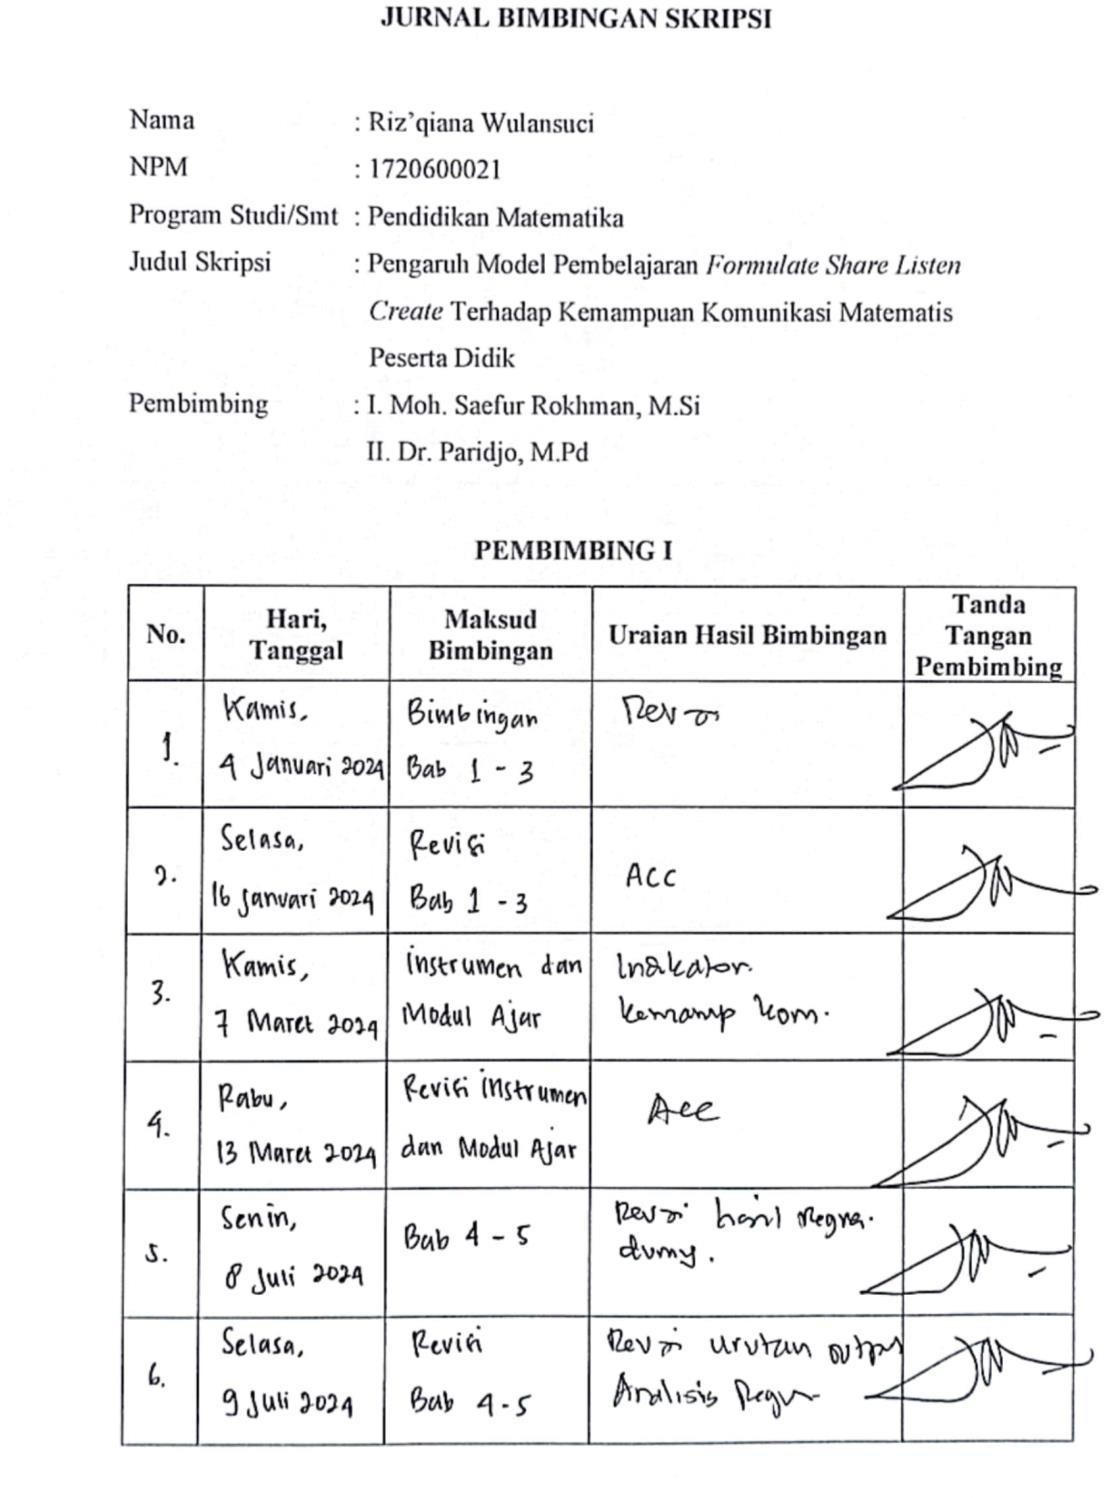 JURNAL BIMBINGAN SKRIPSI
Nama : Riz'qiana Wulansuci
NPM : 1720600021
Program Studi/Smt : Pendidikan Matematika
Judul Skripsi : Pengaruh Model Pembelajaran Formulate Share Listen
Create Terhadap Kemampuan Komunikasi Matematis
Peserta Didik
Pembimbing : I. Moh. Saefur Rokhman, M.Si
II. Dr. Paridjo, M.Pd
PEMBIMBING I
No. Hari, Tanggal Maksud Bimbingan Uraian Hasil Bimbingan Tanda Tangan Pembimbing
1. Kamis, Bimbingan Revisi
4 Januari 2024 Bab 1 - 3
2. Selasa, Revisi ACC
16 Januari 2024 Bab 1 - 3
3. Kamis, instrumen dan Indikator
7 Maret 2024 Modul Ajar kemamp kom.
4. Rabu, Revisi instrumen Acc
13 Maret 2024 dan Modul Ajar
5. Senin, Bab 4 - 5 Revisi hasil
8 Juli 2024 dumy.
6. Selasa, Revisi Revisi urutan output
9 Juli 2024 Bab 4-5 Analisis